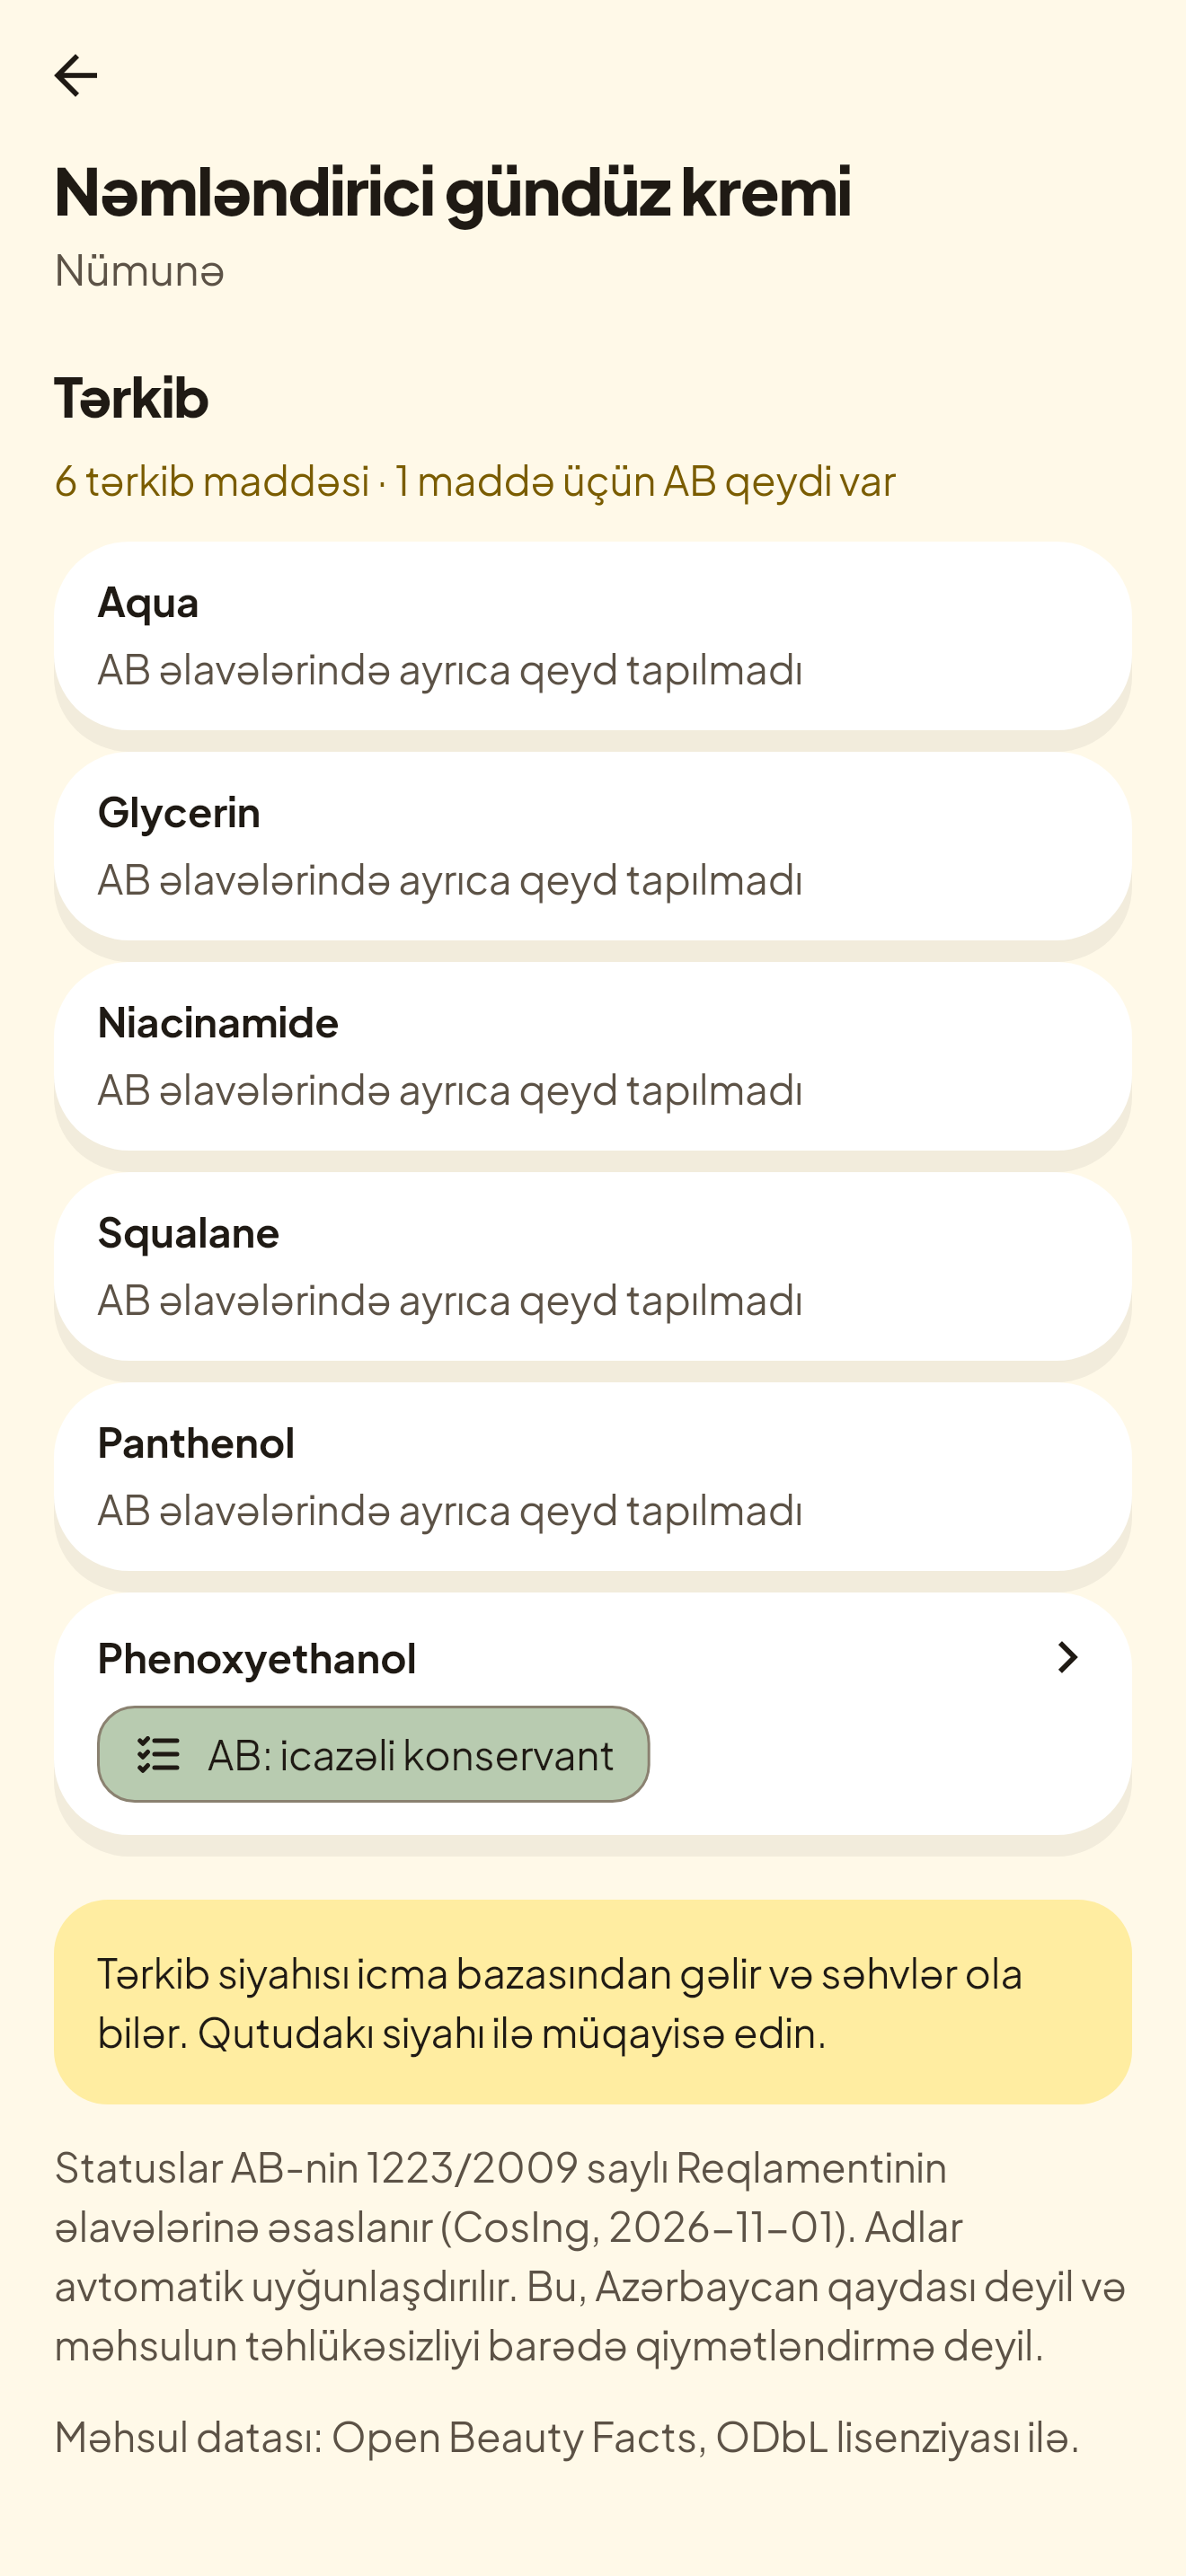 Nəmləndirici gündüz kremi
Nümunə
Tərkib
6 tərkib maddəsi · 1 maddə üçün AB qeydi var
Aqua
AB əlavələrində ayrıca qeyd tapılmadı
Glycerin
AB əlavələrində ayrıca qeyd tapılmadı
Niacinamide
AB əlavələrində ayrıca qeyd tapılmadı
Squalane
AB əlavələrində ayrıca qeyd tapılmadı
Panthenol
AB əlavələrində ayrıca qeyd tapılmadı
Phenoxyethanol
AB: icazəli konservant
Tərkib siyahısı icma bazasından gəlir və səhvlər ola
bilər. Qutudakı siyahı ilə müqayisə edin.
Statuslar AB-nin 1223/2009 saylı Reqlamentinin
əlavələrinə əsaslanır (CosIng, 2026-11-01). Adlar
avtomatik uyğunlaşdırılır. Bu, Azərbaycan qaydası deyil və
məhsulun təhlükəsizliyi barədə qiymətləndirmə deyil.
Məhsul datası: Open Beauty Facts, ODbL lisenziyası ilə.